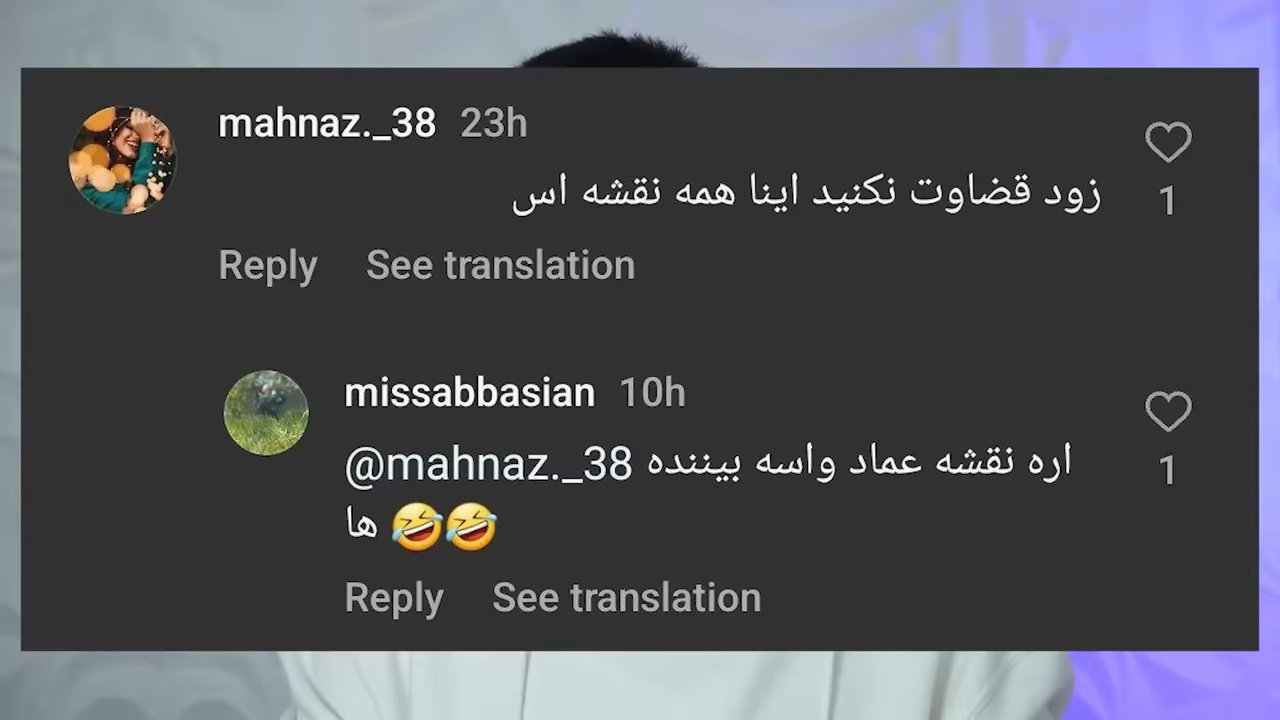 mahnaz._38 23h
زود قضاوت نکنید اینا همه نقشه اس
1
Reply See translation
missabbasian 10h
@mahnaz._38 اره نقشه عماد واسه بیننده
ها 🤣🤣
1
Reply See translation